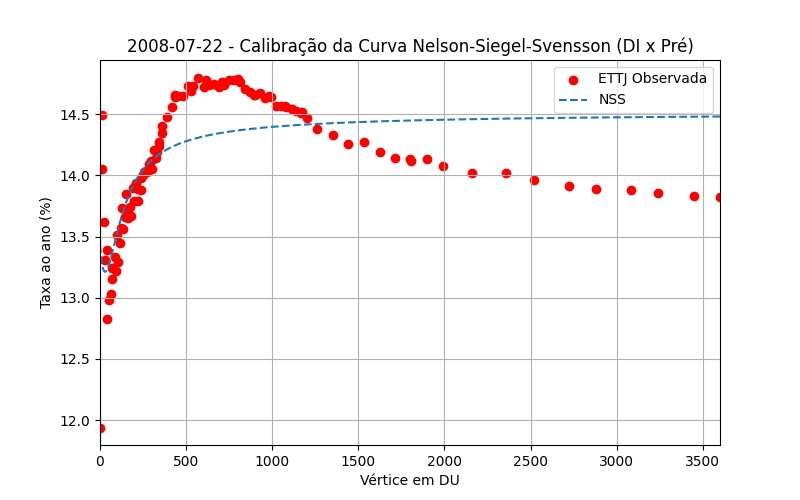 2008-07-22 - Calibração da Curva Nelson-Siegel-Svensson (DI x Pré)
ETTJ Observada
NSS
Taxa ao ano (%)
14.5
14.0
13.5
13.0
12.5
12.0
0 500 1000 1500 2000 2500 3000 3500
Vértice em DU